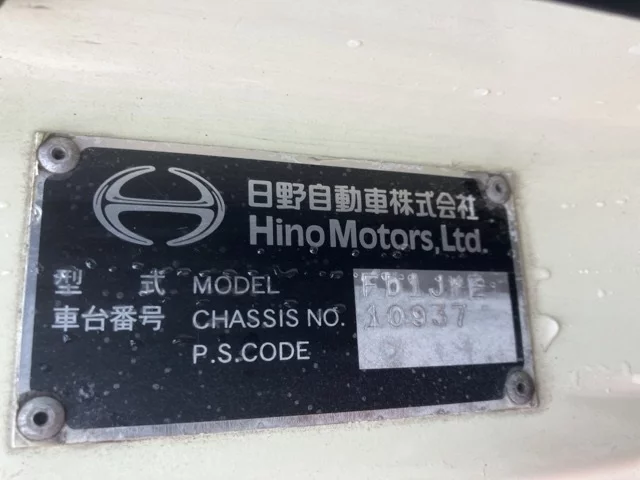 日野自動車株式会社
Hino Motors, Ltd.
型 式 MODEL
車台番号 CHASSIS NO. 10937
P.S.CODE